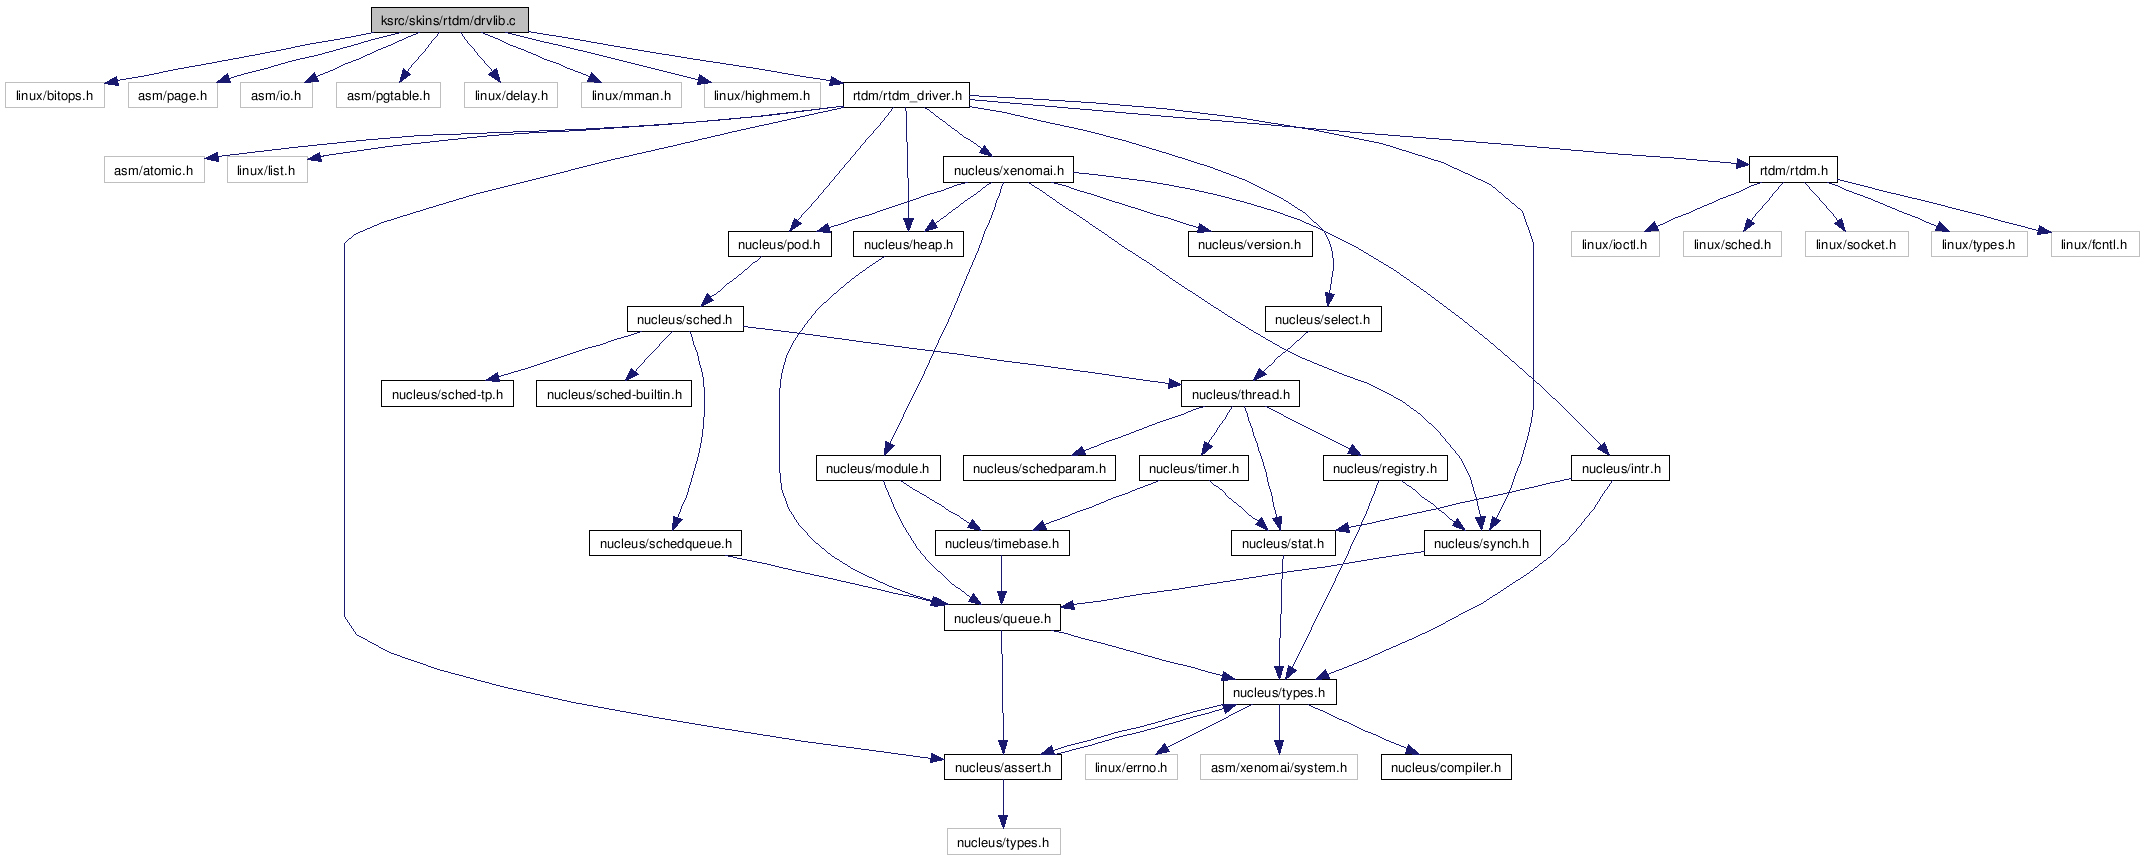 ksrc/skins/rtdm/drvlib.c
linux/bitops.h
asm/page.h
asm/io.h
asm/pgtable.h
linux/delay.h
linux/mman.h
linux/highmem.h
rtdm/rtdm_driver.h
asm/atomic.h
linux/list.h
nucleus/xenomai.h
rtdm/rtdm.h
nucleus/pod.h
nucleus/heap.h
nucleus/version.h
linux/ioctl.h
linux/sched.h
linux/socket.h
linux/types.h
linux/fcntl.h
nucleus/sched.h
nucleus/select.h
nucleus/sched-tp.h
nucleus/sched-builtin.h
nucleus/thread.h
nucleus/module.h
nucleus/schedparam.h
nucleus/timer.h
nucleus/registry.h
nucleus/intr.h
nucleus/schedqueue.h
nucleus/timebase.h
nucleus/stat.h
nucleus/synch.h
nucleus/queue.h
nucleus/types.h
nucleus/assert.h
linux/errno.h
asm/xenomai/system.h
nucleus/compiler.h
nucleus/types.h